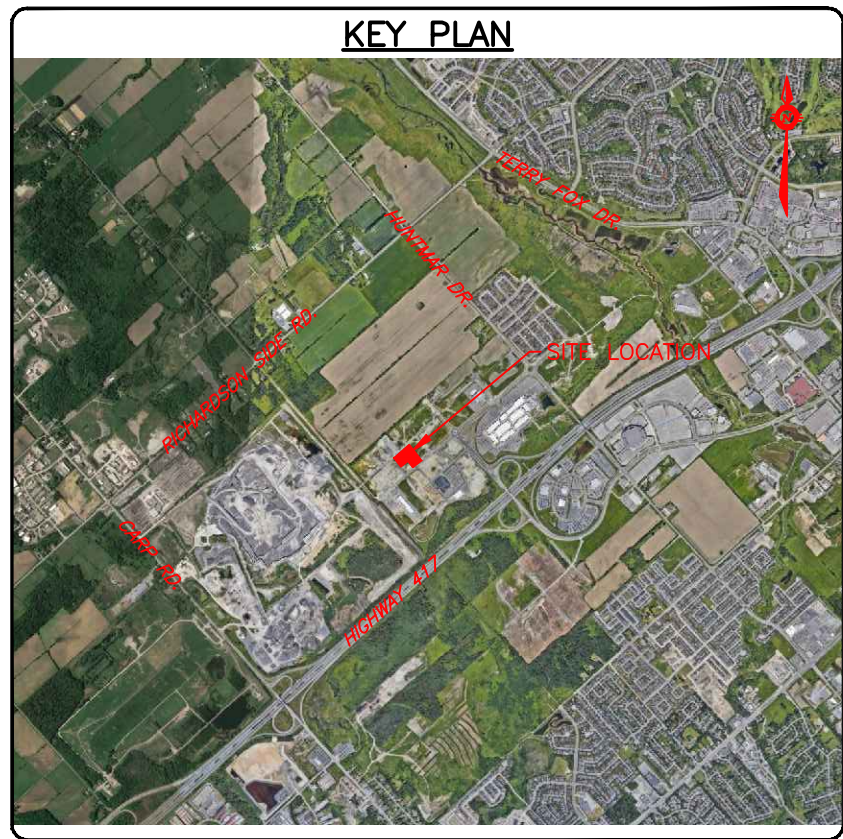 KEY PLAN
TERRY FOX DR.
HUNTMAR DR.
SITE LOCATION
RICHARDSON SIDE RD.
CARP RD.
HIGHWAY 417